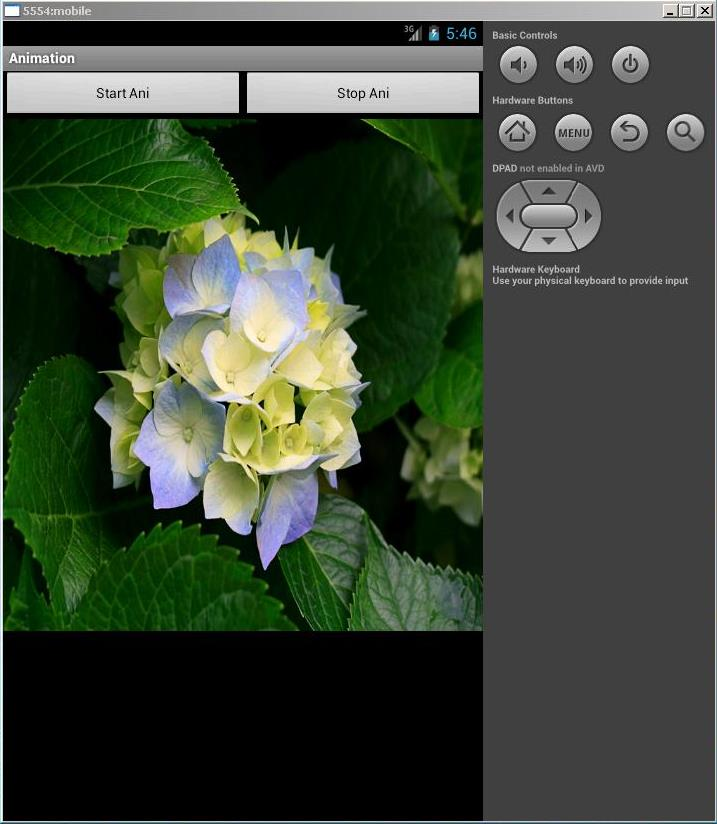 5554:mobile
3G 5:46
Animation
Start Ani Stop Ani
Basic Controls
Hardware Buttons
MENU
DPAD not enabled in AVD
Hardware Keyboard
Use your physical keyboard to provide input